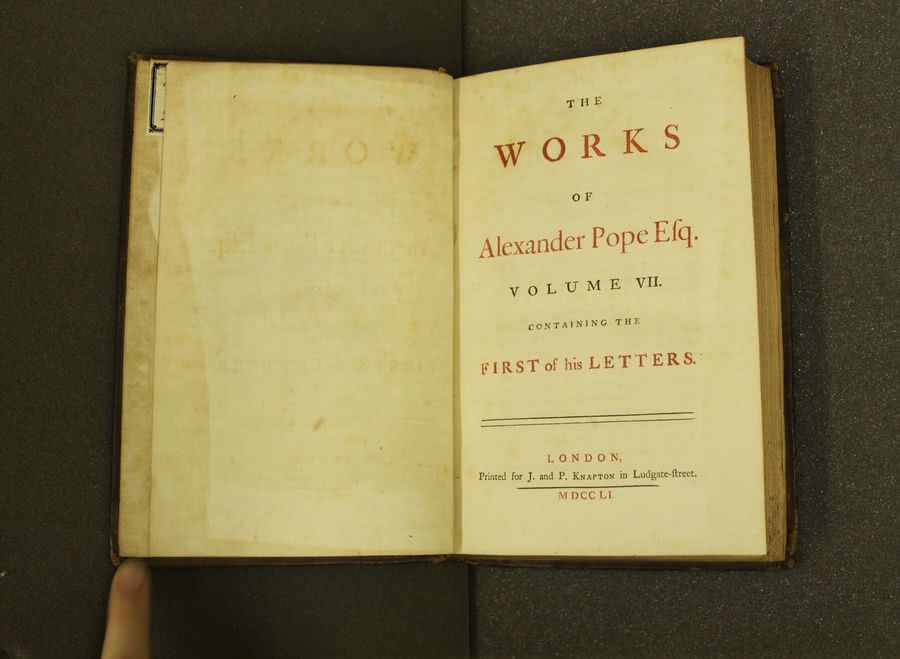 THE
WORKS
OF
Alexander Pope Eſq.
VOLUME VII.
CONTAINING THE
FIRST of his LETTERS.
LONDON,
Printed for J. and P. KNAPTON in Ludgate-ſtreet.
MDCCLI.